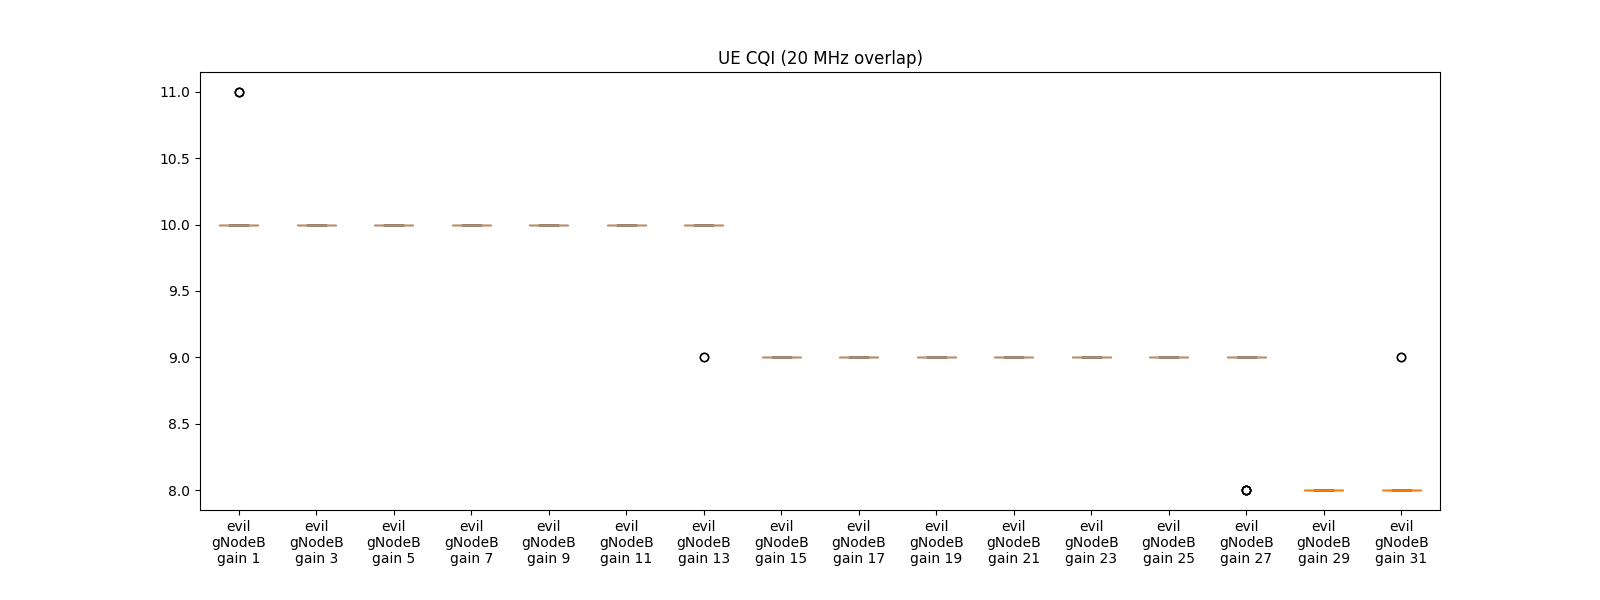 UE CQI (20 MHz overlap)
11.0
10.5
10.0
9.5
9.0
8.5
8.0
evil gNodeB gain 1
evil gNodeB gain 3
evil gNodeB gain 5
evil gNodeB gain 7
evil gNodeB gain 9
evil gNodeB gain 11
evil gNodeB gain 13
evil gNodeB gain 15
evil gNodeB gain 17
evil gNodeB gain 19
evil gNodeB gain 21
evil gNodeB gain 23
evil gNodeB gain 25
evil gNodeB gain 27
evil gNodeB gain 29
evil gNodeB gain 31